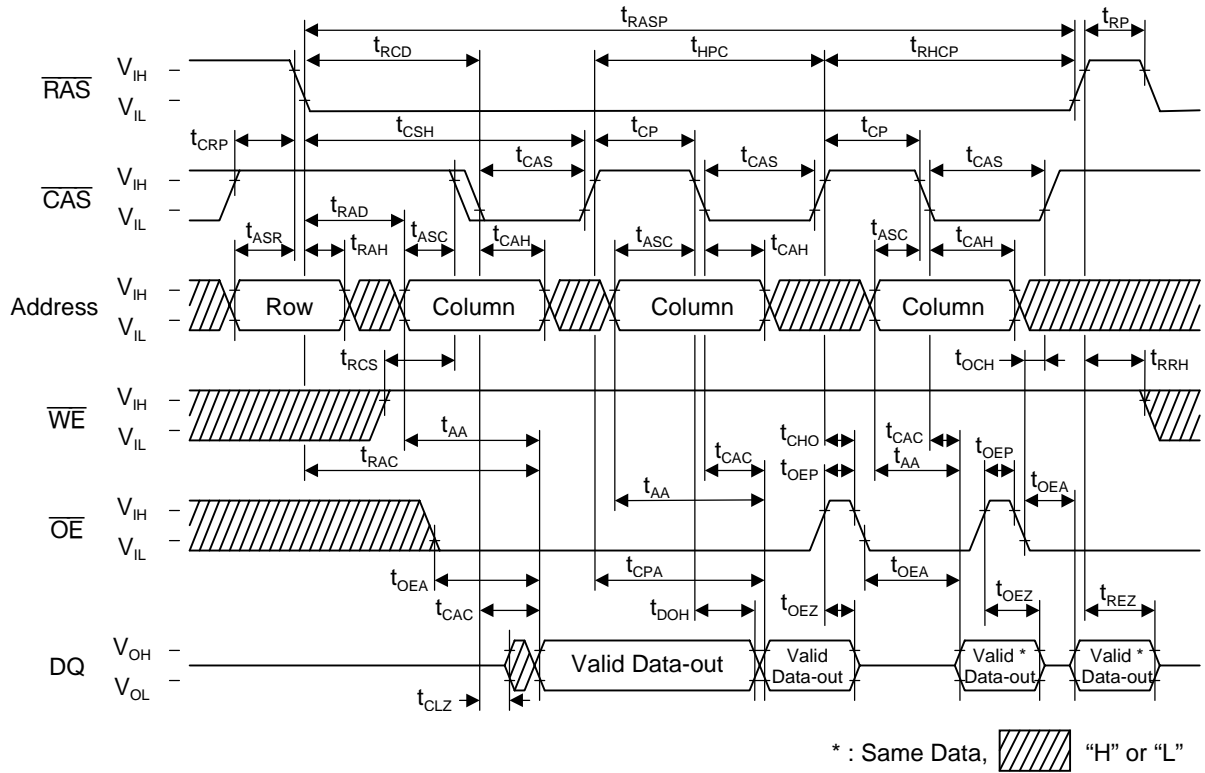 tRASP
tRP
tRCD
tHPC
tRHCP
RAS
VIH
VIL
tCRP
tCSH
tCP
tCP
tCAS
tCAS
tCAS
CAS
VIH
VIL
tRAD
tASR
tRAH
tASC
tCAH
tASC
tCAH
tASC
tCAH
Address
VIH
VIL
Row
Column
Column
Column
tRCS
tOCH
tRRH
WE
VIH
VIL
tAA
tCHO
tCAC
tRAC
tCAC
tOEP
tAA
tOEP
tAA
tOEA
OE
VIH
VIL
tOEA
tCPA
tOEA
tCAC
tDOH
tOEZ
tOEZ
tREZ
DQ
VOH
VOL
Valid Data-out
Valid
Data-out
Valid *
Data-out
Valid *
Data-out
tCLZ
* : Same Data, “H” or “L”